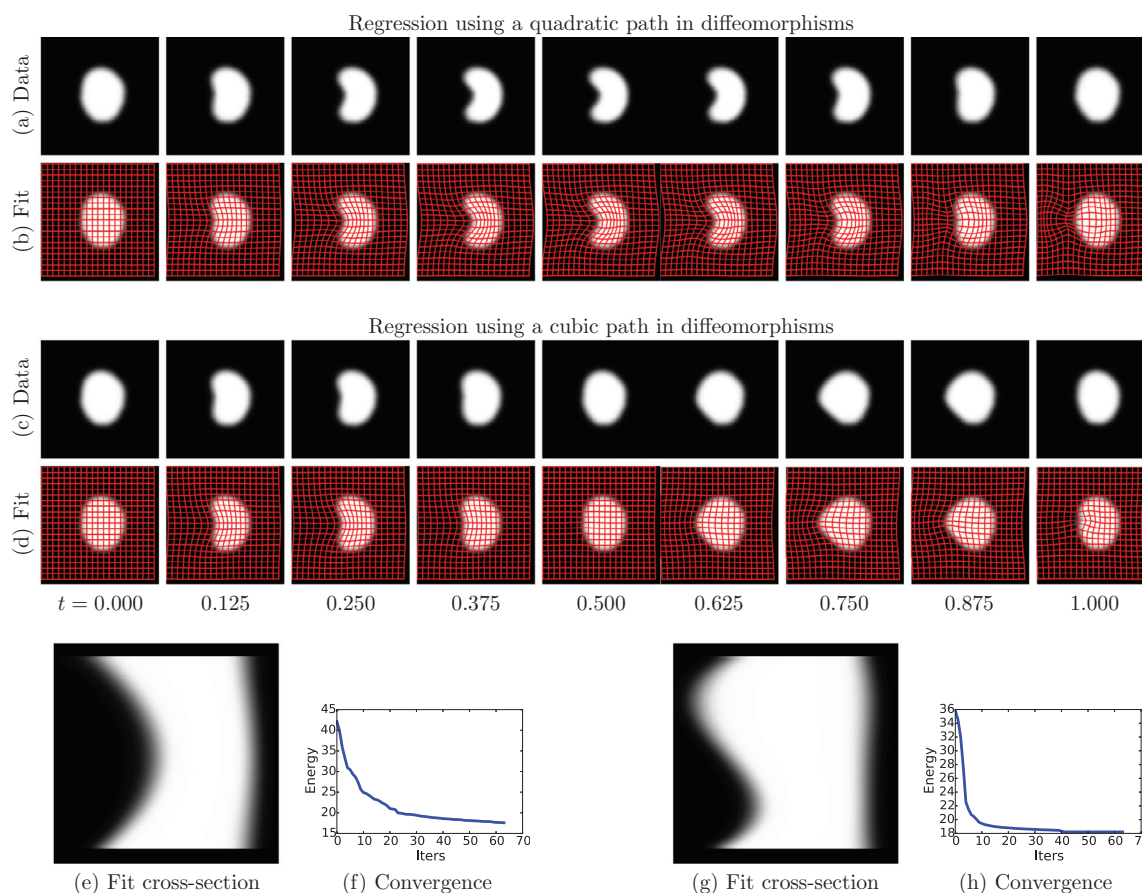 Regression using a quadratic path in diffeomorphisms
(a) Data
(b) Fit
Regression using a cubic path in diffeomorphisms
(c) Data
(d) Fit
t = 0.000 0.125 0.250 0.375 0.500 0.625 0.750 0.875 1.000
45
40
35
30
25
20
15
Energy
0 10 20 30 40 50 60 70
Iters
36
34
32
30
28
26
24
22
20
18
Energy
0 10 20 30 40 50 60 70
Iters
(e) Fit cross-section (f) Convergence (g) Fit cross-section (h) Convergence